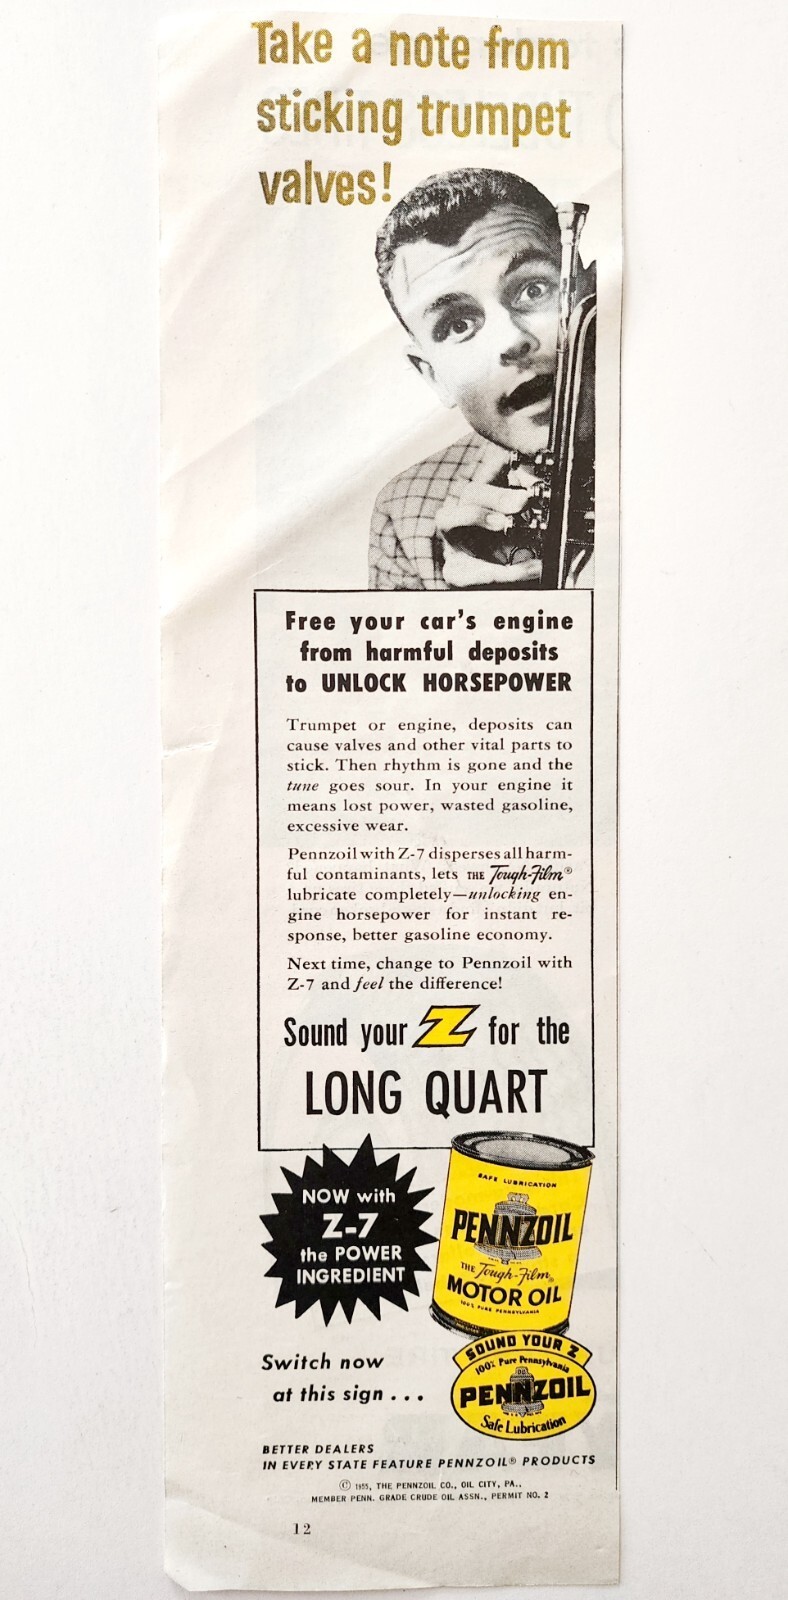 Take a note from
sticking trumpet
valves!
Free your car's engine
from harmful deposits
to UNLOCK HORSEPOWER
Trumpet or engine, deposits can
cause valves and other vital parts to
stick. Then rhythm is gone and the
tune goes sour. In your engine it
means lost power, wasted gasoline,
excessive wear.
Pennzoil with Z-7 disperses all harm-
ful contaminants, lets THE Tough-Film®
lubricate completely—unlocking en-
gine horsepower for instant re-
sponse, better gasoline economy.
Next time, change to Pennzoil with
Z-7 and feel the difference!
Sound your Z for the
LONG QUART
NOW with
Z-7
the POWER
INGREDIENT
SAFE LUBRICATION
PENNZOIL
THE Tough-Film®
MOTOR OIL
100% PURE PENNSYLVANIA
Switch now
at this sign . . .
SOUND YOUR Z
100% Pure Pennsylvania
PENNZOIL
Safe Lubrication
BETTER DEALERS
IN EVERY STATE FEATURE PENNZOIL® PRODUCTS
© 1955, THE PENNZOIL CO., OIL CITY, PA.,
MEMBER PENN. GRADE CRUDE OIL ASSN., PERMIT NO. 2
12